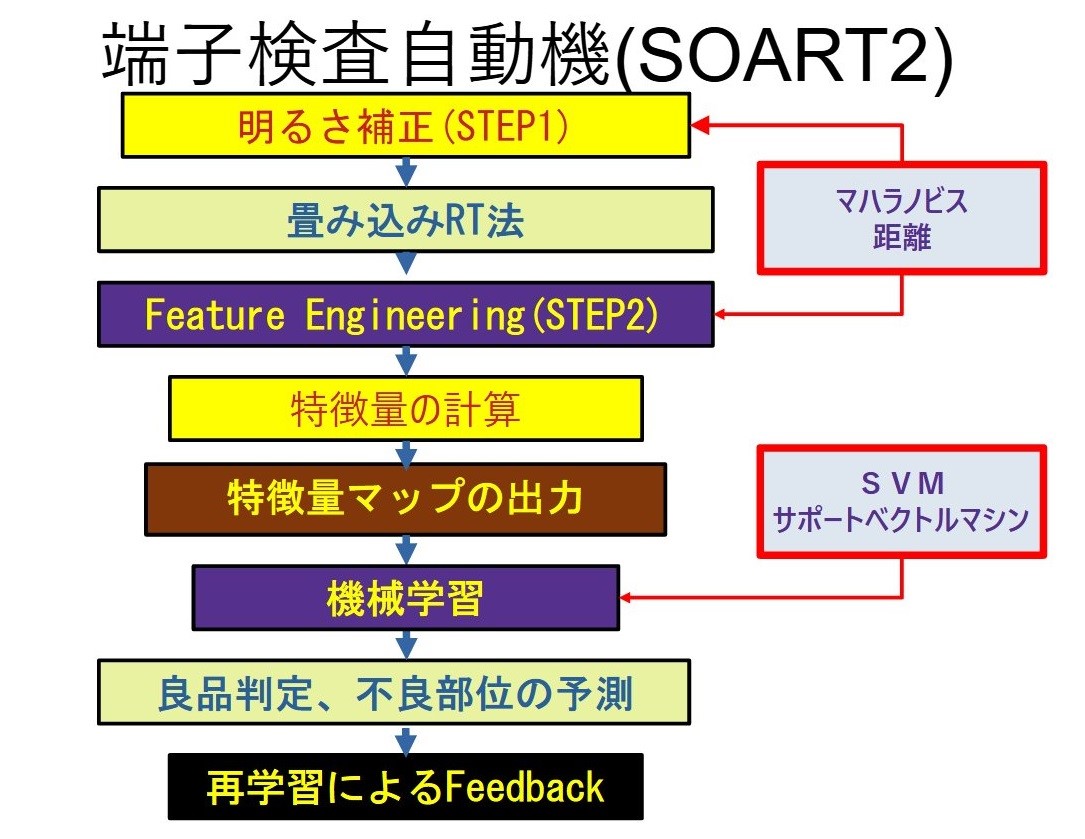 端子検査自動機(SOART2)
明るさ補正(STEP1)
マハラノビス
距離
畳み込みRT法
Feature Engineering(STEP2)
特徴量の計算
特徴量マップの出力
ＳＶＭ
サポートベクトルマシン
機械学習
良品判定、不良部位の予測
再学習によるFeedback